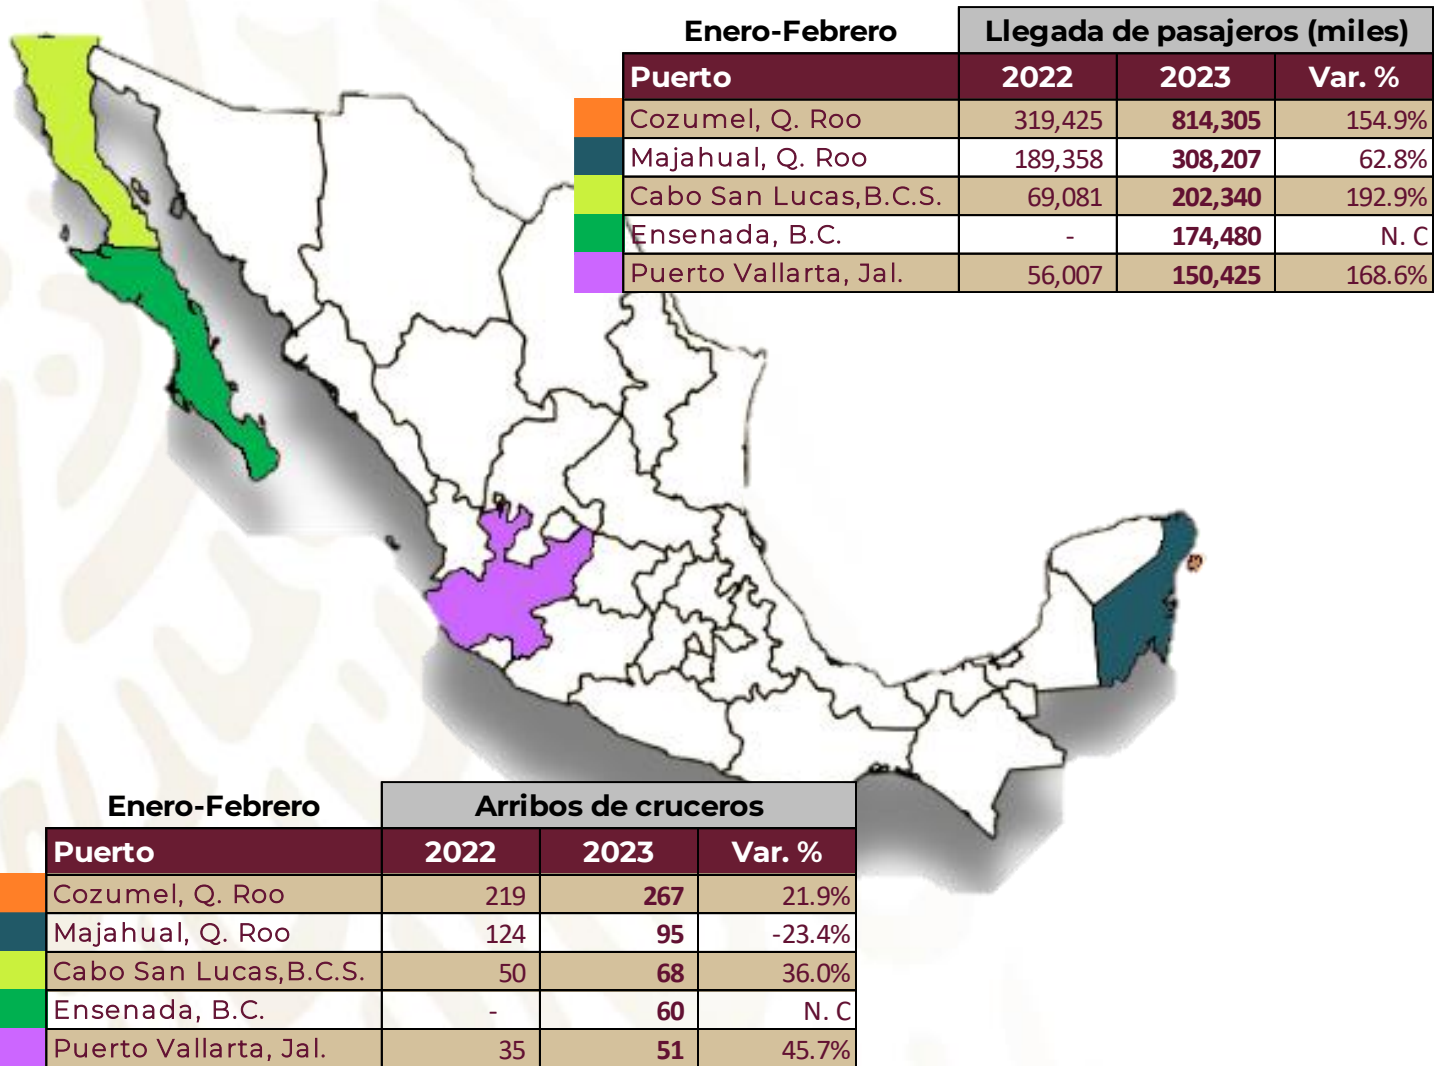 Enero-Febrero Llegada de pasajeros (miles)
Puerto 2022 2023 Var. %
Cozumel, Q. Roo 319,425 814,305 154.9%
Majahual, Q. Roo 189,358 308,207 62.8%
Cabo San Lucas,B.C.S. 69,081 202,340 192.9%
Ensenada, B.C. - 174,480 N. C
Puerto Vallarta, Jal. 56,007 150,425 168.6%
Enero-Febrero Arribos de cruceros
Puerto 2022 2023 Var. %
Cozumel, Q. Roo 219 267 21.9%
Majahual, Q. Roo 124 95 -23.4%
Cabo San Lucas,B.C.S. 50 68 36.0%
Ensenada, B.C. - 60 N. C
Puerto Vallarta, Jal. 35 51 45.7%